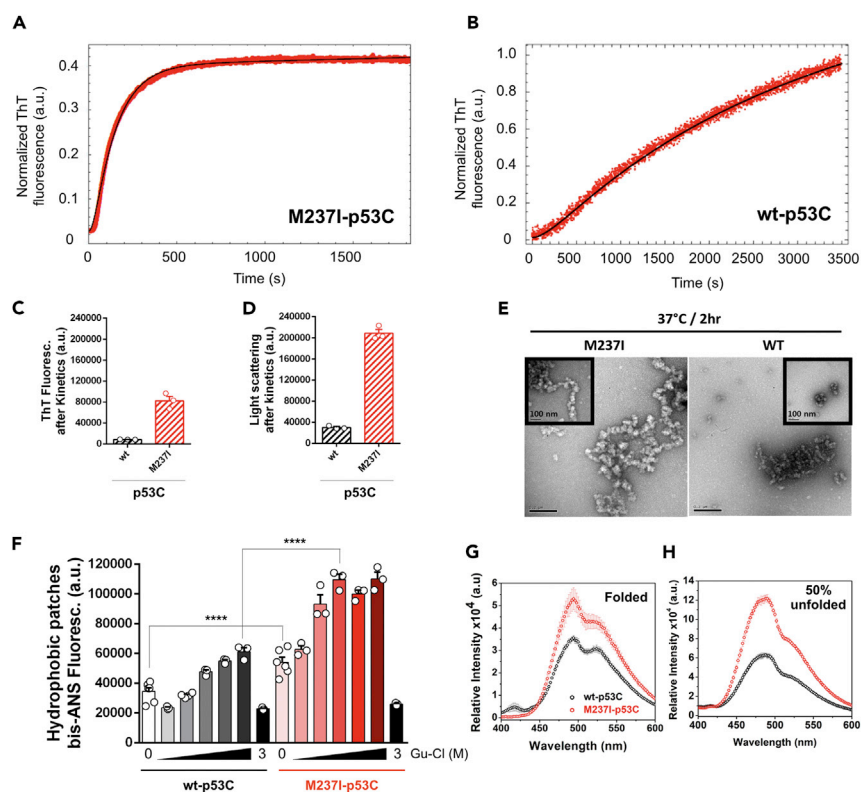 A
Normalized ThT
fluorescence (a.u.)
0.4
0.4
0.2
0
0
500
1000
1500
Time (s)
M237I-p53C
B
Normalized ThT
fluorescence (a.u.)
1.0
0.8
0.6
0.4
0.2
0.0
0
500
1000
1500
2000
2500
3000
3500
Time (s)
wt-p53C
C
ThT Fluoresc.
after Kinetics (a.u.)
240000
200000
160000
120000
80000
40000
0
wt
M237I
p53C
D
Light scattering
after kinetics (a.u.)
240000
200000
160000
120000
80000
40000
0
wt
M237I
p53C
E
37°C / 2hr
M237I
WT
100 nm
100 nm
F
Hydrophobic patches
bis-ANS Fluoresc. (a.u.)
120000
100000
80000
60000
40000
20000
0
****
****
0
3
0
3
Gu-Cl (M)
wt-p53C
M237I-p53C
G
Relative Intensity x10⁴ (a.u)
6
5
4
3
2
1
0
400
450
500
550
600
Wavelength (nm)
Folded
wt-p53C
M237I-p53C
H
Relative Intensity x10⁴ (a.u)
14
12
10
8
6
4
2
0
400
450
500
550
600
Wavelength (nm)
50%
unfolded